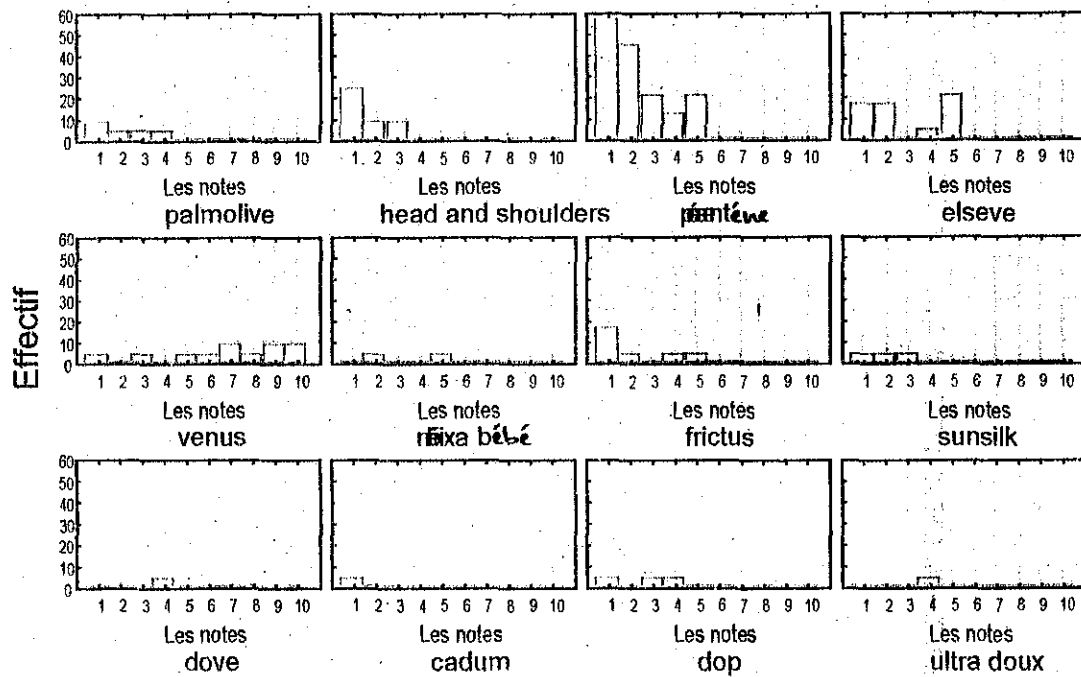 Effectif
60
50
40
30
20
10
0
1 2 3 4 5 6 7 8 9 10
1 2 3 4 5 6 7 8 9 10
1 2 3 4 5 6 7 8 9 10
1 2 3 4 5 6 7 8 9 10
Les notes Les notes Les notes Les notes
palmolive head and shoulders elseve
60
50
40
30
20
10
0
1 2 3 4 5 6 7 8 9 10
1 2 3 4 5 6 7 8 9 10
1 2 3 4 5 6 7 8 9 10
1 2 3 4 5 6 7 8 9 10
Les notes Les notes Les notes Les notes
venus bébé frictus sunsilk
60
50
40
30
20
10
0
1 2 3 4 5 6 7 8 9 10
1 2 3 4 5 6 7 8 9 10
1 2 3 4 5 6 7 8 9 10
1 2 3 4 5 6 7 8 9 10
Les notes Les notes Les notes Les notes
dove cadum dop ultra doux